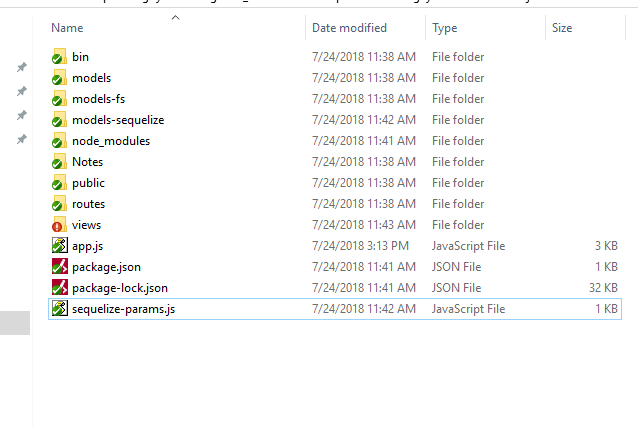 Name Date modified Type Size
bin 7/24/2018 11:38 AM File folder
models 7/24/2018 11:38 AM File folder
models-fs 7/24/2018 11:38 AM File folder
models-sequelize 7/24/2018 11:42 AM File folder
node_modules 7/24/2018 11:41 AM File folder
Notes 7/24/2018 11:38 AM File folder
public 7/24/2018 11:38 AM File folder
routes 7/24/2018 11:38 AM File folder
views 7/24/2018 11:43 AM File folder
app.js 7/24/2018 3:13 PM JavaScript File 3 KB
package.json 7/24/2018 11:41 AM JSON File 1 KB
package-lock.json 7/24/2018 11:41 AM JSON File 32 KB
sequelize-params.js 7/24/2018 11:42 AM JavaScript File 1 KB